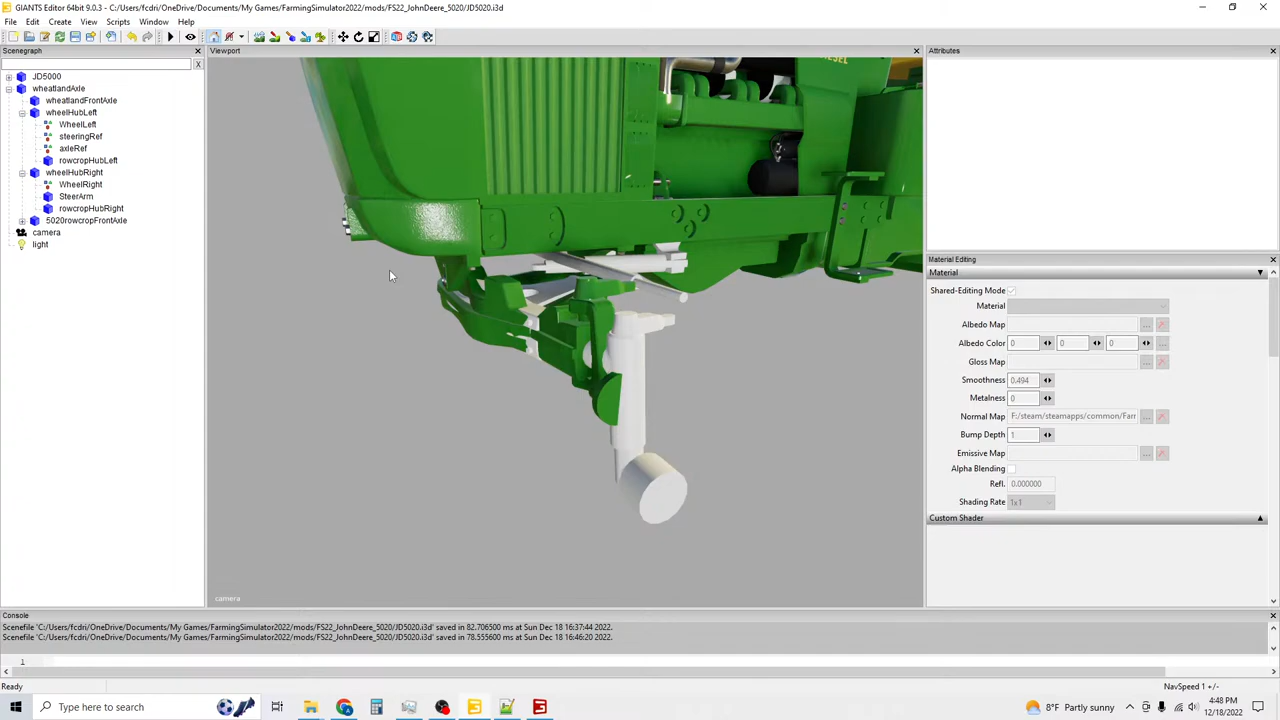 GIANTS Editor 64bit v9.0.3 - C:/Users/fcdri/OneDrive/Documents/My Games/FarmingSimulator2022/mods/FS22_JohnDeere_5020/JD5020.i3d
File Edit Create View Scripts Window Help
Scenegraph
Viewport
Attributes
JD5000
wheatlandAxle
wheatlandFrontAxle
wheelHubLeft
WheelLeft
steeringRef
axleRef
rowcropHubLeft
wheelHubRight
WheelRight
SteerArm
rowcropHubRight
5020rowcropFrontAxle
camera
light
camera
Material Editing
Material
Shared-Editing Mode
Material
Albedo Map
Albedo Color 0 0 0
Gloss Map
Smoothness 0.494
Metalness 0
Normal Map F:/steam/steamapps/common/Farr
Bump Depth 1
Emissive Map
Alpha Blending
Refl. 0.000000
Shading Rate 1x1
Custom Shader
Console
Scenefile 'C:/Users/fcdri/OneDrive/Documents/My Games/FarmingSimulator2022/mods/FS22_JohnDeere_5020/JD5020.i3d' saved in 82.706500 ms at Sun Dec 18 16:37:44 2022.
Scenefile 'C:/Users/fcdri/OneDrive/Documents/My Games/FarmingSimulator2022/mods/FS22_JohnDeere_5020/JD5020.i3d' saved in 78.555600 ms at Sun Dec 18 16:46:20 2022.
1
Ready
NavSpeed 1 +/-
Type here to search
8°F Partly sunny
4:48 PM
12/18/2022